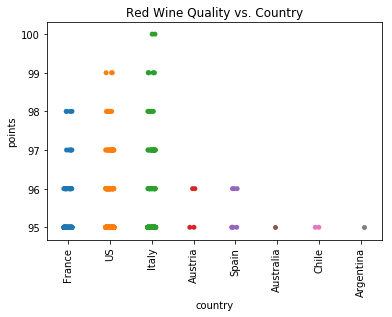 Red Wine Quality vs. Country
points
100
99
98
97
96
95
France
US
Italy
Austria
Spain
Australia
Chile
Argentina
country